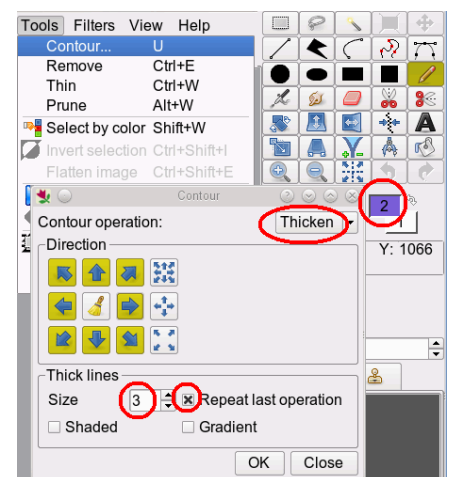 Tools Filters View Help
Contour... U
Remove Ctrl+E
Thin Ctrl+W
Prune Alt+W
Select by color Shift+W
Invert selection Ctrl+Shift+I
Flatten image Ctrl+Shift+E
A
Contour
2
1
Contour operation: Thicken
Y: 1066
Direction
Thick lines
Size 3 Repeat last operation
Shaded Gradient
OK Close